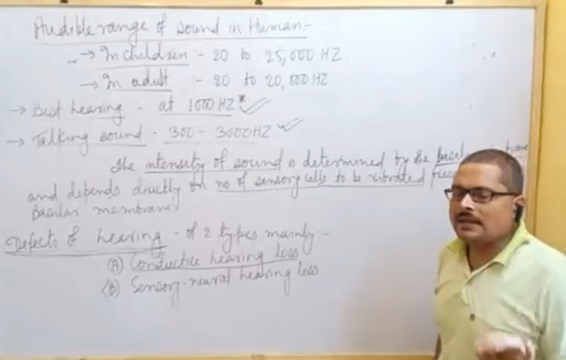 Audible range of sound in Human:-
→ In children :- 20 to 25,000 HZ.
→ In adult :- 20 to 20,000 HZ
→ Best hearing - at 1000 HZ* ✓
→ Talking sound - 300 - 3000 HZ ✓
The intensity of sound is determined by the
and depends directly on no of sensory cells to be vibrated
Basilar membrane
Defects of hearing - of 2 types mainly:-
(A) Conductive hearing loss
(B) Sensory-neural hearing loss